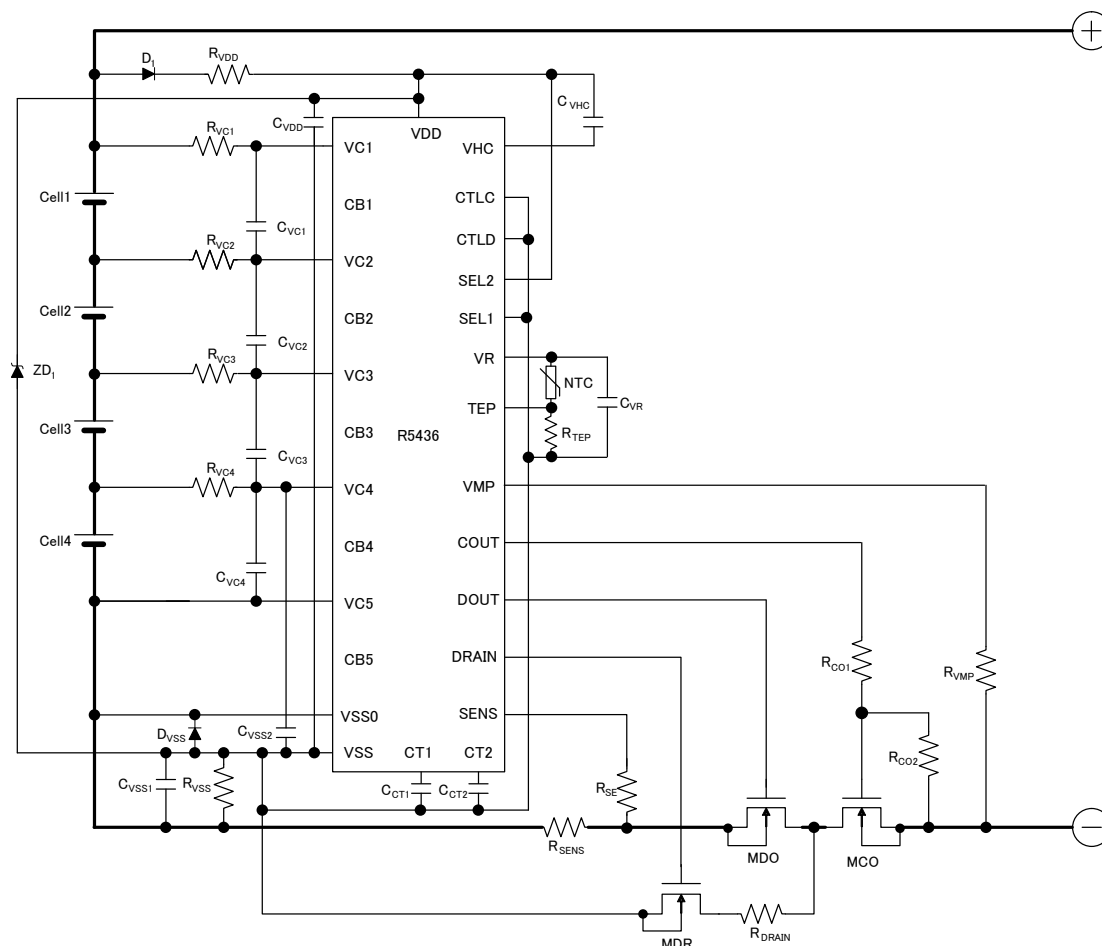 +
D1
RVDD
CVDD
CVHC
VDD
RVC1
VC1
VHC
Cell1
CB1
CTLC
CVC1
RVC2
VC2
CTLD
SEL2
Cell2
CB2
SEL1
CVC2
RVC3
VC3
VR
ZD1
NTC
CVR
TEP
Cell3
CB3
R5436
RTEP
CVC3
RVC4
VC4
VMP
Cell4
CB4
COUT
CVC4
VC5
DOUT
CB5
DRAIN
RCO1
RVMP
VSS0
SENS
DVSS
CVSS2
VSS
CT1
CT2
RCO2
CVSS1
RVSS
CCT1
CCT2
RSE
−
RSENS
MDO
MCO
RDRAIN
MDR